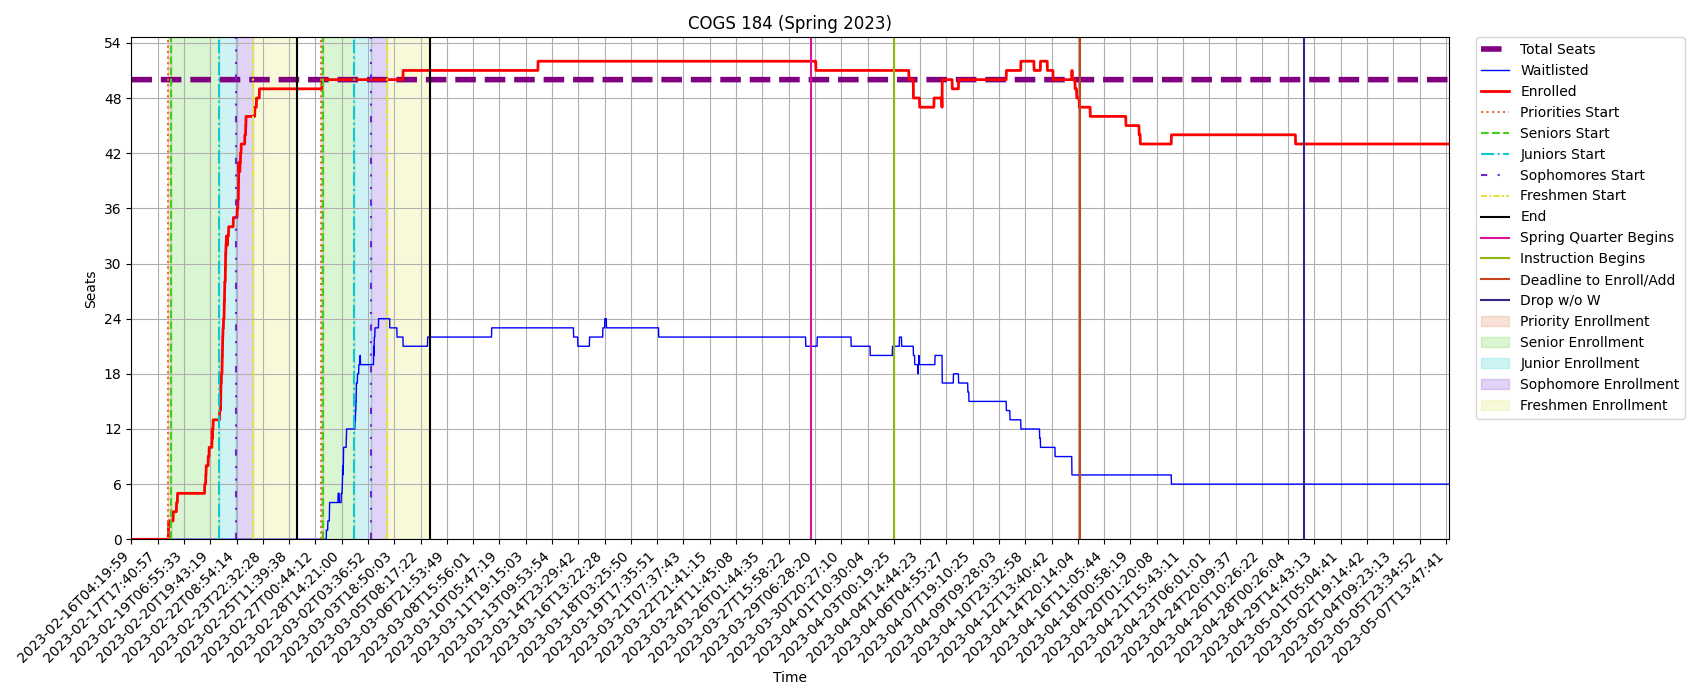 COGS 184 (Spring 2023)
54
48
42
36
30
24
18
12
6
0
Seats
2023-02-16T04:19:59
2023-02-17T17:40:57
2023-02-19T06:55:33
2023-02-20T19:43:19
2023-02-22T08:54:14
2023-02-23T22:32:28
2023-02-25T11:39:38
2023-02-27T00:44:12
2023-02-28T14:21:00
2023-03-02T03:36:52
2023-03-03T18:50:03
2023-03-05T08:17:22
2023-03-06T21:53:49
2023-03-08T15:56:01
2023-03-10T05:47:19
2023-03-11T19:15:03
2023-03-13T09:53:54
2023-03-14T23:29:42
2023-03-16T13:22:28
2023-03-18T03:25:50
2023-03-19T17:35:51
2023-03-21T07:37:43
2023-03-22T21:41:15
2023-03-24T11:45:08
2023-03-26T01:44:35
2023-03-27T15:58:22
2023-03-29T06:28:20
2023-03-30T20:27:10
2023-04-01T10:30:04
2023-04-03T00:19:25
2023-04-04T14:44:23
2023-04-06T04:55:27
2023-04-07T19:10:25
2023-04-09T09:28:03
2023-04-10T23:32:58
2023-04-12T13:40:42
2023-04-14T20:14:04
2023-04-16T11:05:44
2023-04-18T00:58:19
2023-04-20T01:20:08
2023-04-21T15:43:11
2023-04-23T06:01:01
2023-04-24T20:09:37
2023-04-26T10:26:22
2023-04-28T00:26:04
2023-04-29T14:43:13
2023-05-01T05:04:41
2023-05-02T19:14:42
2023-05-04T09:23:13
2023-05-05T23:34:52
2023-05-07T13:47:41
Time
Total Seats
Waitlisted
Enrolled
Priorities Start
Seniors Start
Juniors Start
Sophomores Start
Freshmen Start
End
Spring Quarter Begins
Instruction Begins
Deadline to Enroll/Add
Drop w/o W
Priority Enrollment
Senior Enrollment
Junior Enrollment
Sophomore Enrollment
Freshmen Enrollment